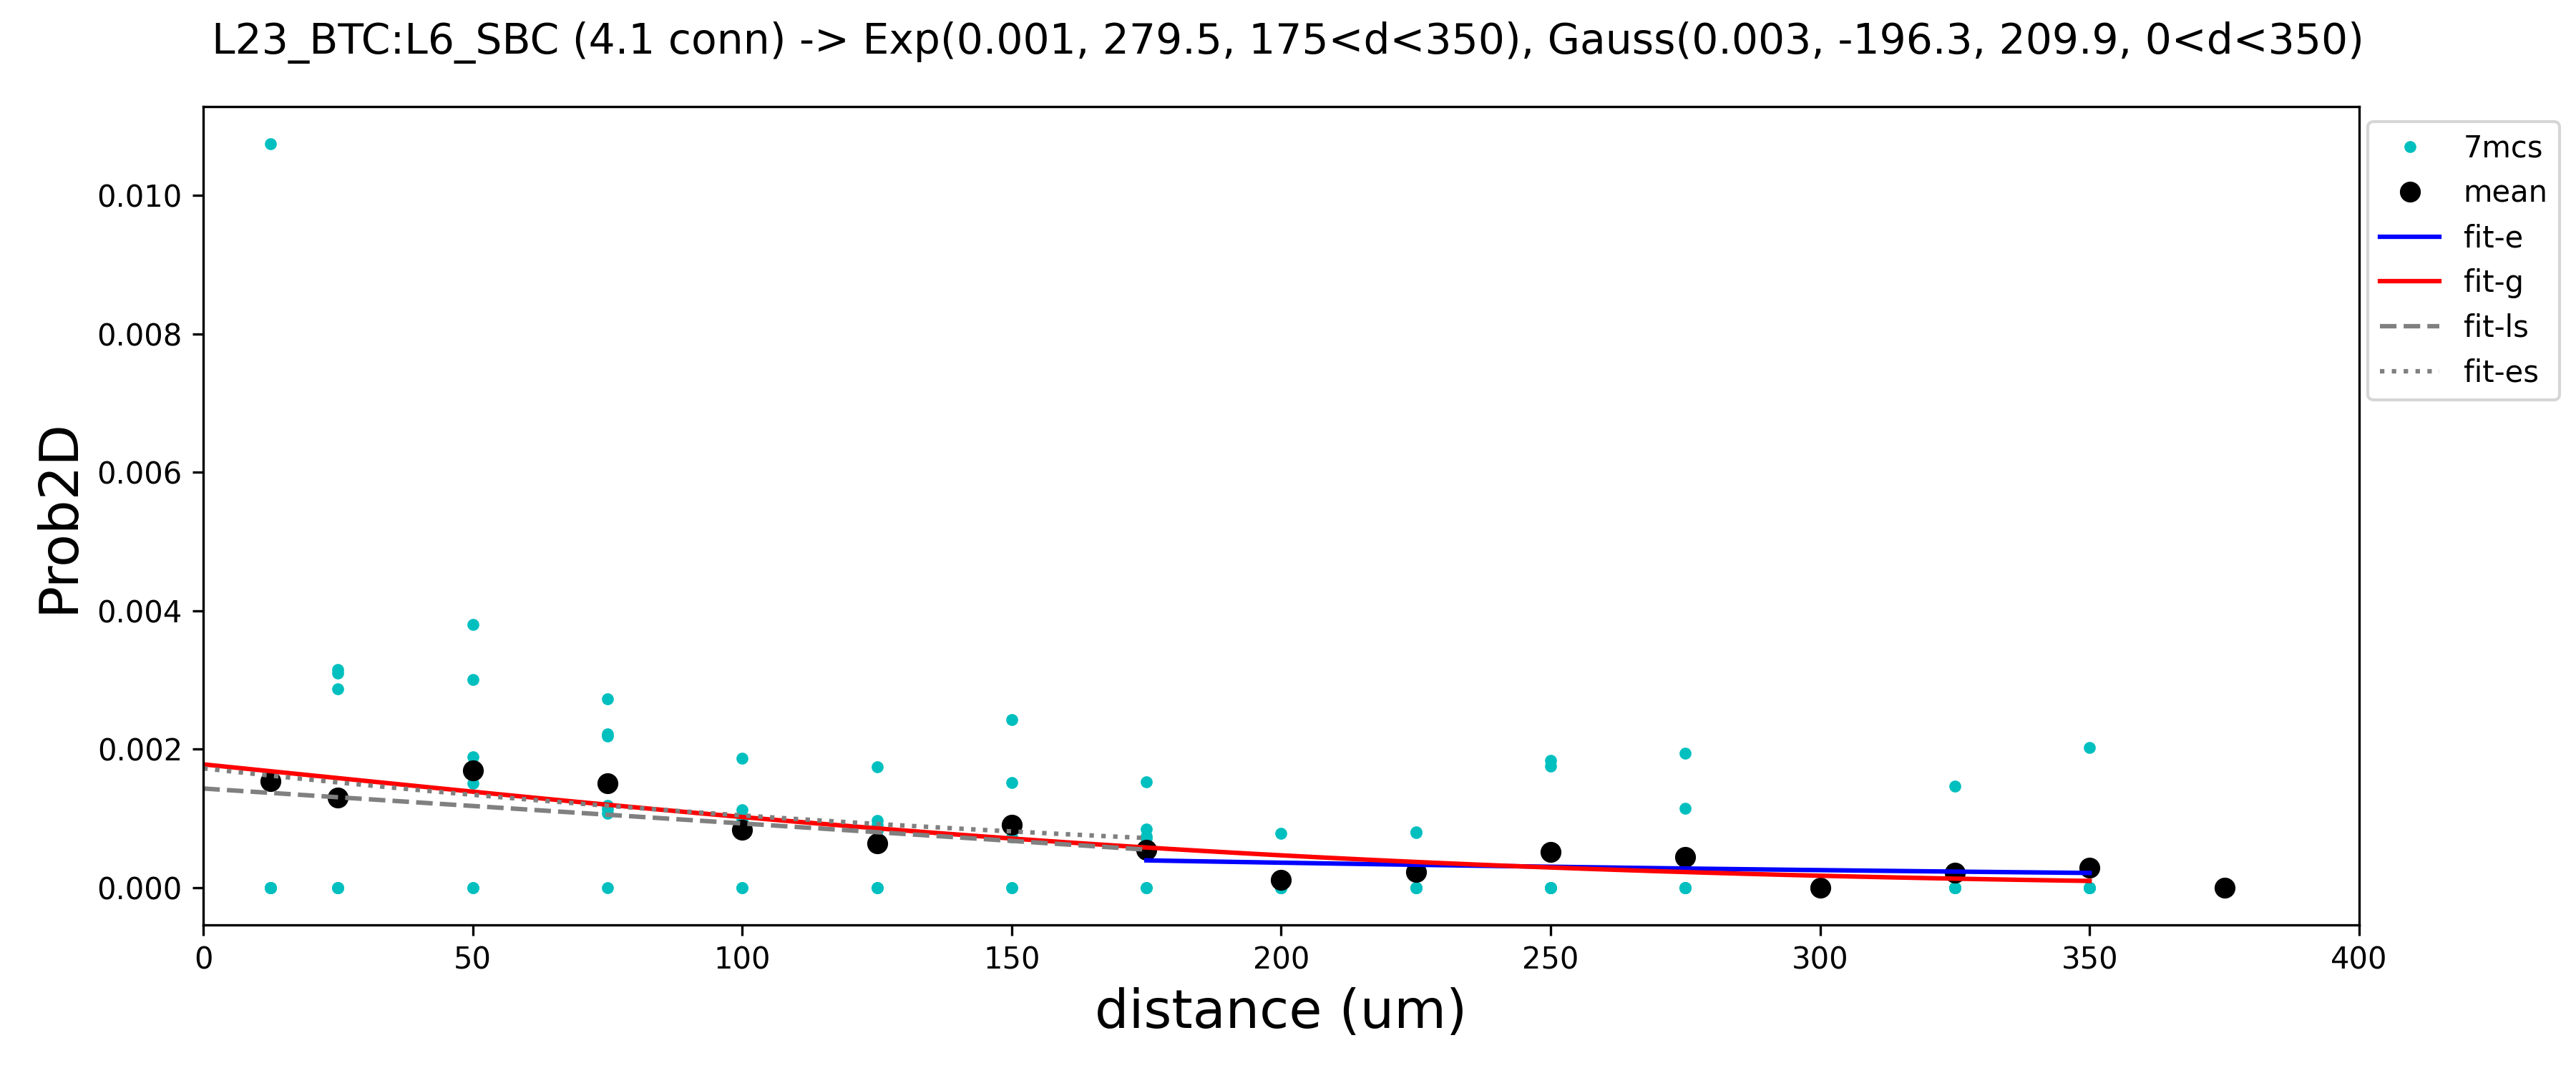 L23_BTC:L6_SBC (4.1 conn) -> Exp(0.001, 279.5, 175<d<350), Gauss(0.003, -196.3, 209.9, 0<d<350)
7mcs
mean
fit-e
fit-g
fit-ls
fit-es
Prob2D
0.010
0.008
0.006
0.004
0.002
0.000
0 50 100 150 200 250 300 350 400
distance (um)